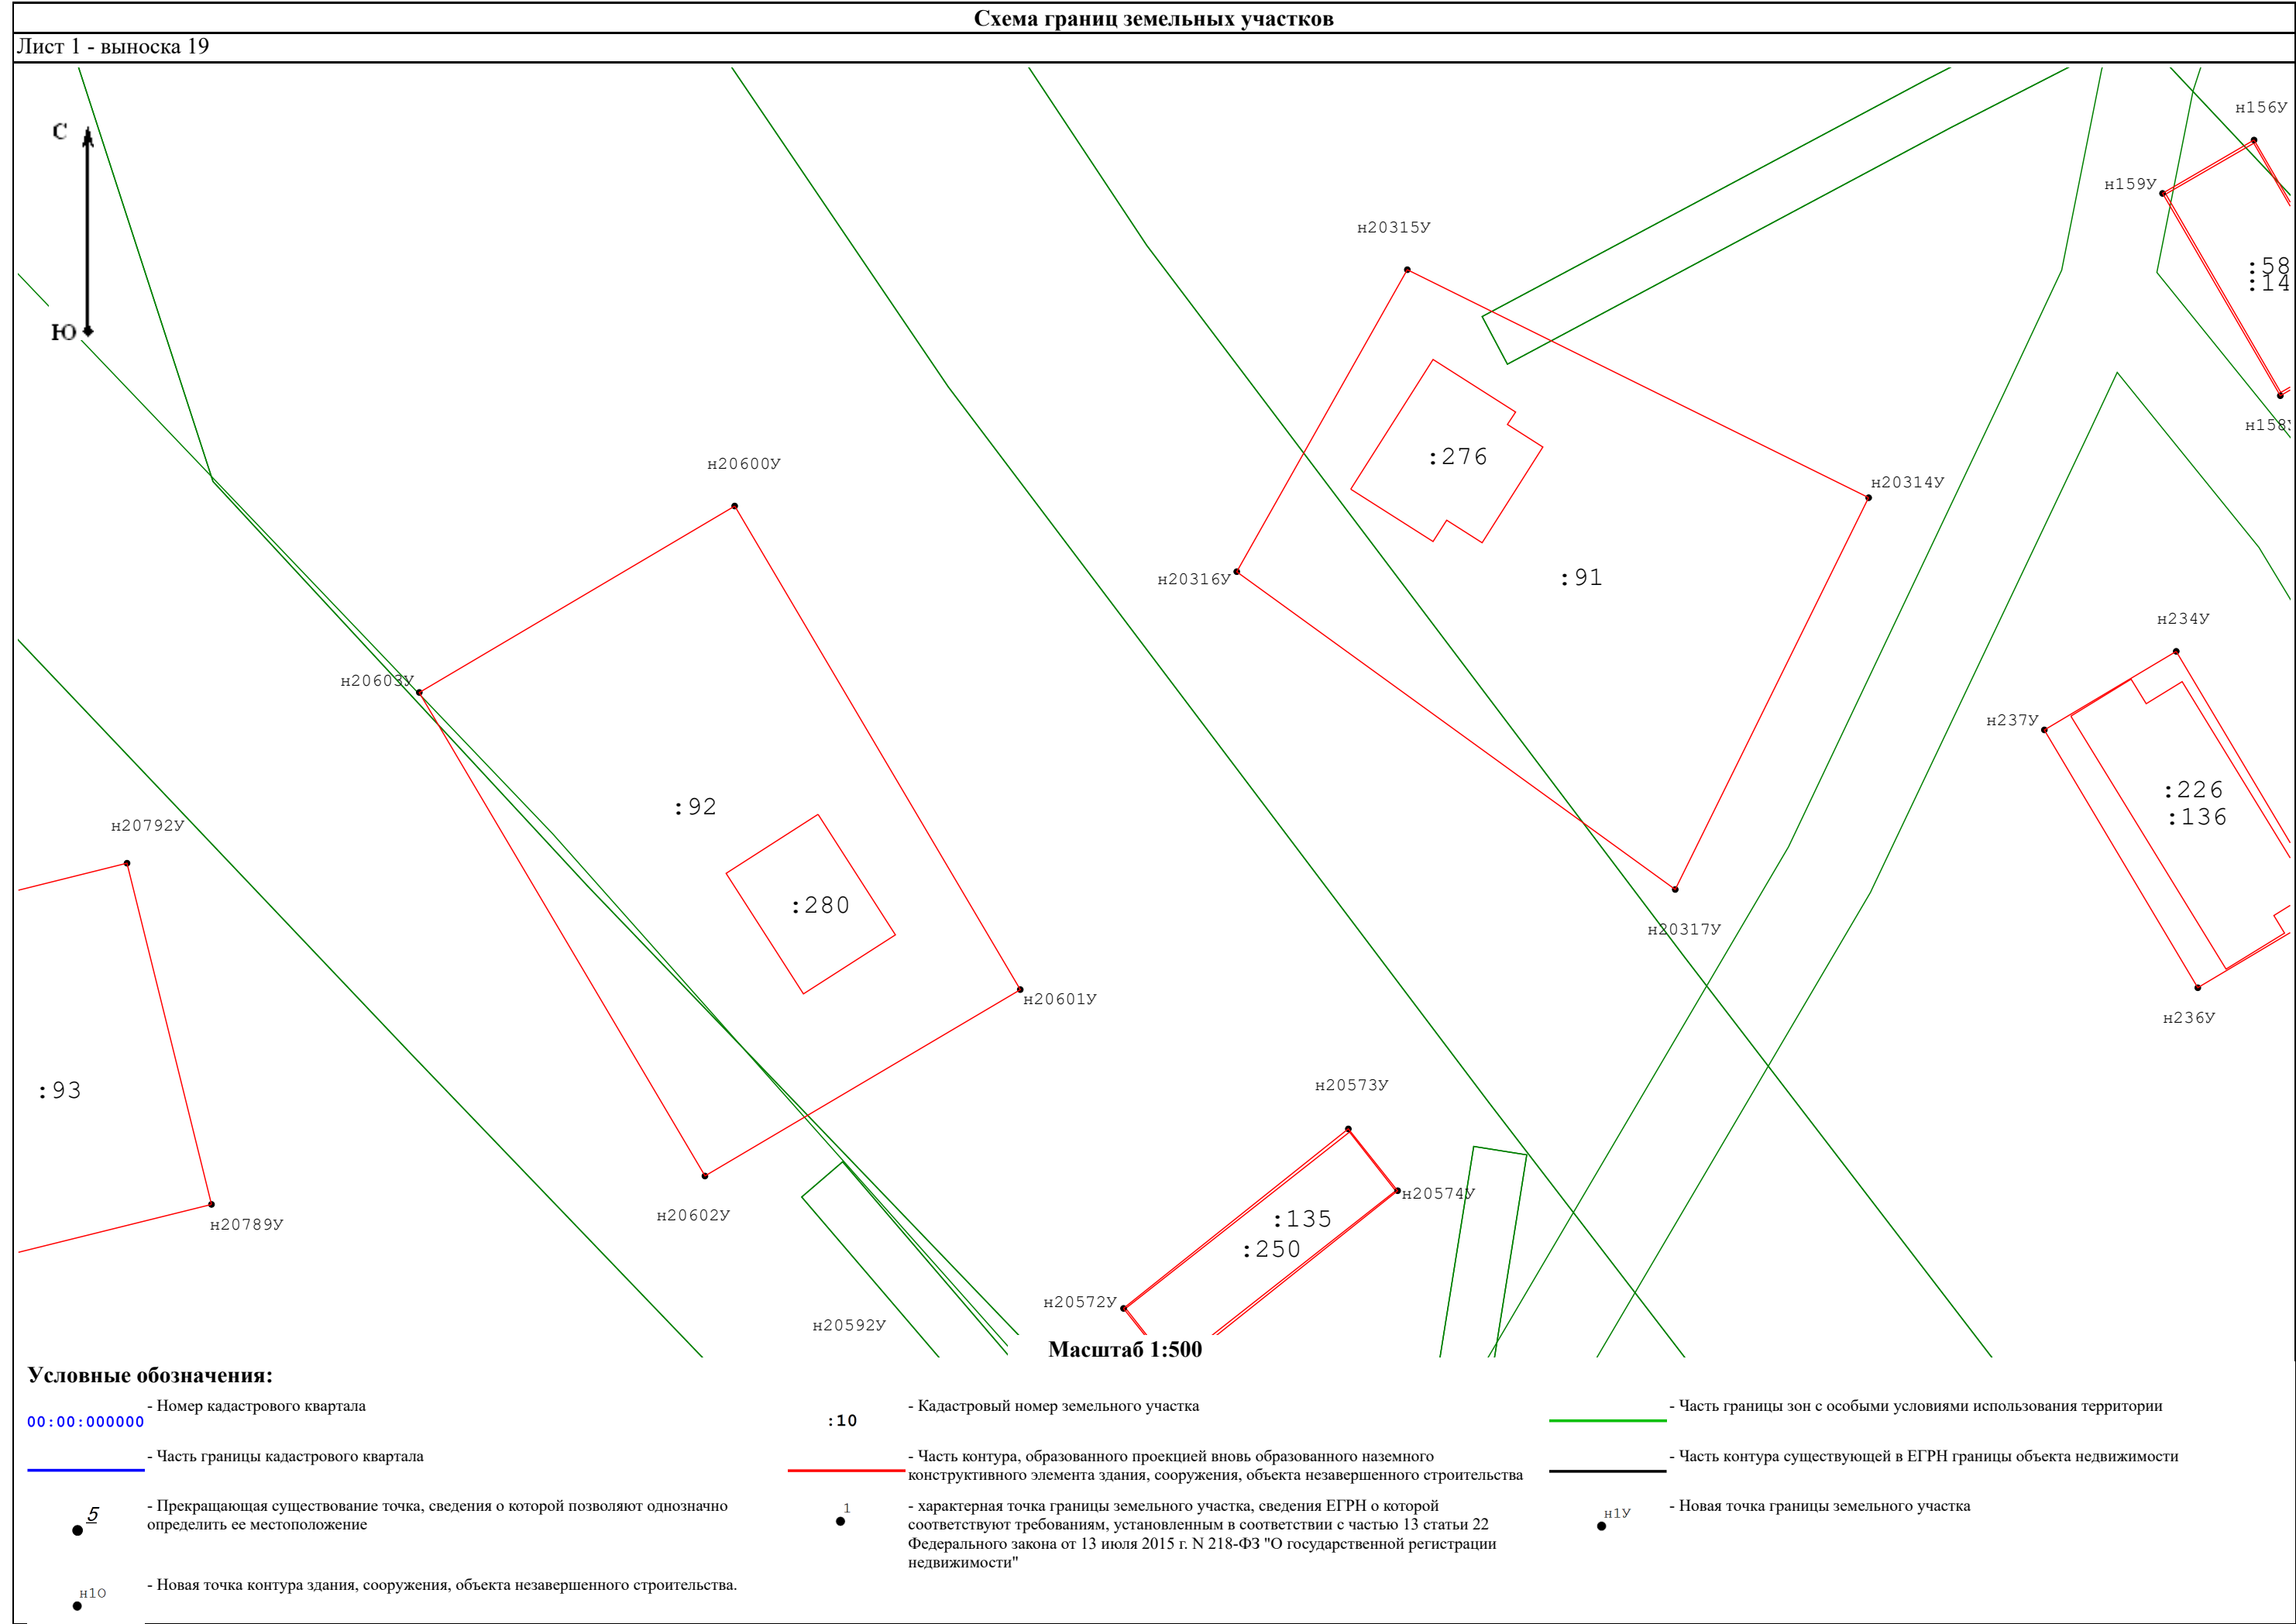 Схема границ земельных участков
Лист 1 - выноска 19
С
н156У
н159У
н20315У
:58
:14
Ю
н158
:276
н20600У
н20314У
н20316У
:91
н234У
н20603У
н237У
:226
:92
:136
н20792У
:280
н20317У
н20601У
н236У
:93
н20573У
н20574У
н20602У
:135
н20789У
:250
н20572У
н20592У
Масштаб 1:500
Условные обозначения:
00:00:000000
- Номер кадастрового квартала
:10
- Кадастровый номер земельного участка
- Часть границы зон с особыми условиями использования территории
- Часть границы кадастрового квартала
- Часть контура, образованного проекцией вновь образованного наземного
конструктивного элемента здания, сооружения, объекта незавершенного строительства
- Часть контура существующей в ЕГРН границы объекта недвижимости
5
- Прекращающая существование точка, сведения о которой позволяют однозначно
определить ее местоположение
1
- характерная точка границы земельного участка, сведения ЕГРН о которой
соответствуют требованиям, установленным в соответствии с частью 13 статьи 22
Федерального закона от 13 июля 2015 г. N 218-ФЗ "О государственной регистрации
недвижимости"
н1У
- Новая точка границы земельного участка
н1О
- Новая точка контура здания, сооружения, объекта незавершенного строительства.